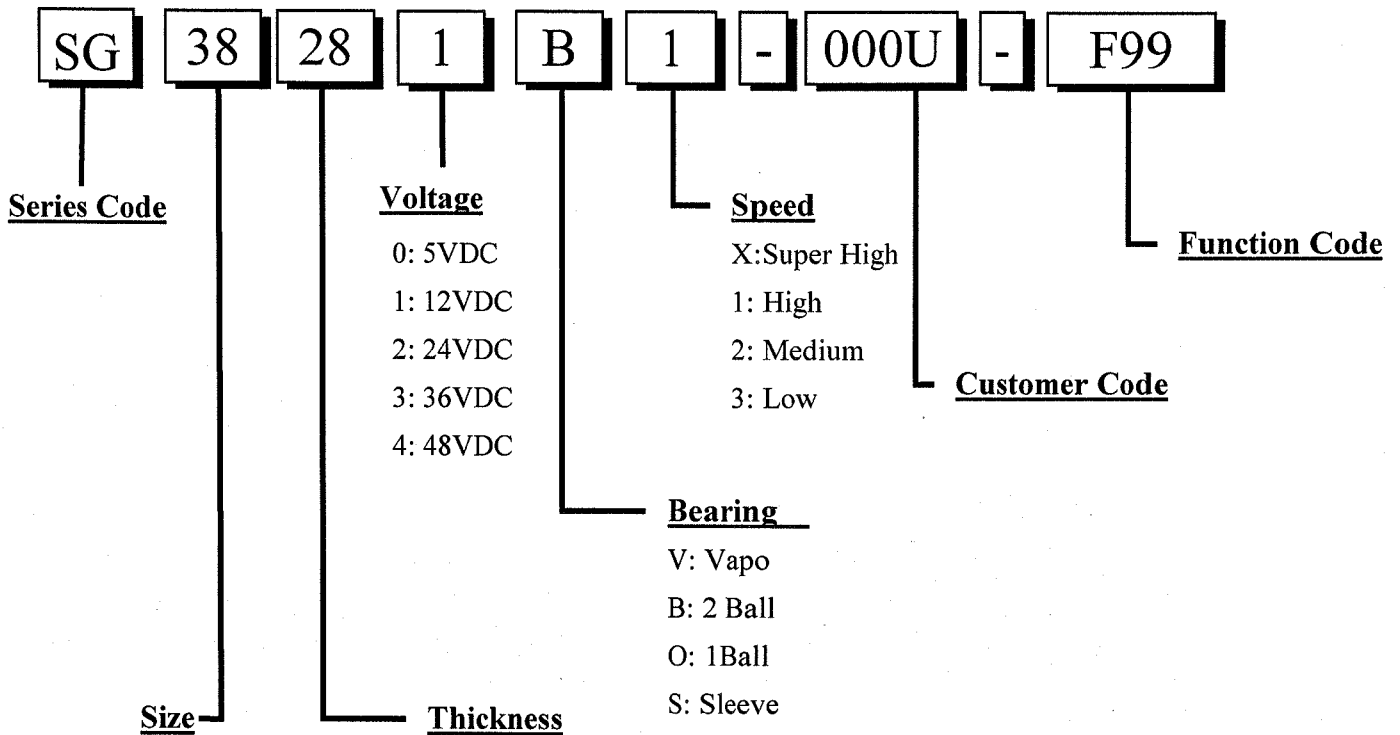 SG 38 28 1 B 1 - 000U - F99
Series Code
Voltage
0: 5VDC
1: 12VDC
2: 24VDC
3: 36VDC
4: 48VDC
Speed
X:Super High
1: High
2: Medium
3: Low
Function Code
Customer Code
Bearing
V: Vapo
B: 2 Ball
O: 1Ball
S: Sleeve
Size
Thickness